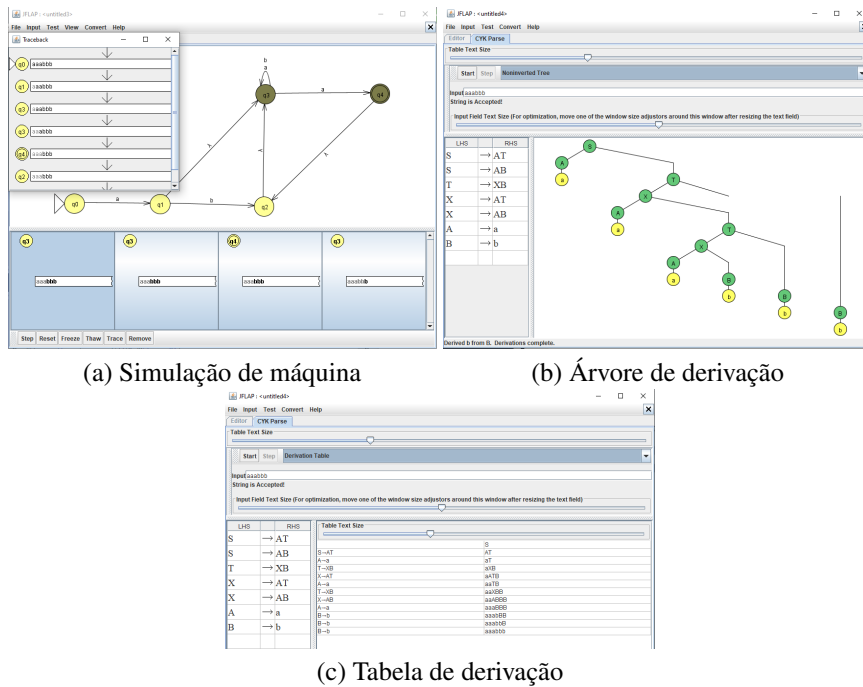 JFLAP : <untitled3>
File Input Test View Convert Help
Traceback
q0 aaabbb
q1 aaabbb
q3 aaabbb
q3 aaabbb
q4 aaabbb
q2 aaabbb
b
a
q3
a
q4
λ
λ
λ
q0
a
q1
b
q2
q3 q3 q4 q3
aaabbb aaabbb aaabbb aaabbb
Step Reset Freeze Thaw Trace Remove
(a) Simulação de máquina
JFLAP : <untitled4>
File Input Test Convert Help
Editor CYK Parse
Table Text Size
Start Step Noninverted Tree
Input aaabbb
String is Accepted!
Input Field Text Size (For optimization, move one of the window size adjustors around this window after resizing the text field)
LHS RHS
S → AT
S → AB
T → XB
X → AT
X → AB
A → a
B → b
S
A T
a X
A T
a X
A B B
a b b
B
b
Derived b from B. Derivations complete.
(b) Árvore de derivação
JFLAP : <untitled4>
File Input Test Convert Help
Editor CYK Parse
Table Text Size
Start Step Derivation Table
Input aaabbb
String is Accepted!
Input Field Text Size (For optimization, move one of the window size adjustors around this window after resizing the text field)
LHS RHS
S → AT
S → AB
T → XB
X → AT
X → AB
A → a
B → b
Table Text Size
S
S→AT AT
A→a aT
T→XB aXB
X→AT aATB
A→a aaTB
T→XB aaXBB
X→AB aaABBB
A→a aaaBBB
B→b aaabBB
B→b aaabbB
B→b aaabbb
(c) Tabela de derivação